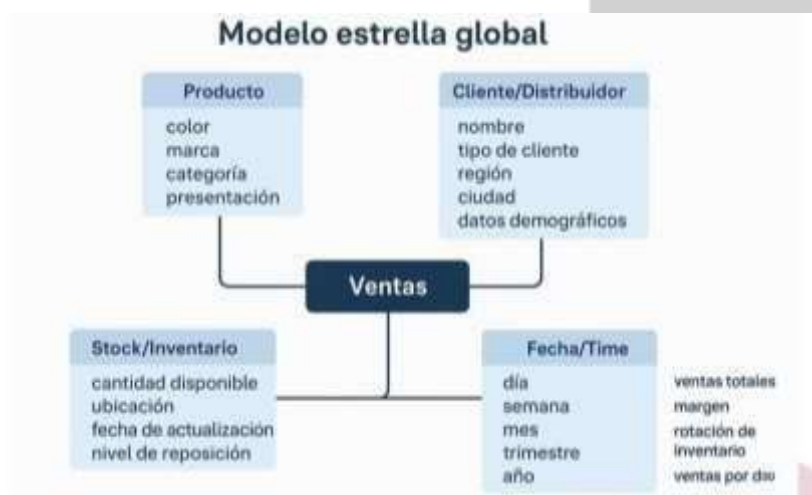 Modelo estrella global
Producto
color
marca
categoría
presentación
Cliente/Distribuidor
nombre
tipo de cliente
región
ciudad
datos demográficos
Ventas
Stock/Inventario
cantidad disponible
ubicación
fecha de actualización
nivel de reposición
Fecha/Time
día
semana
mes
trimestre
año
ventas totales
margen
rotación de
inventario
ventas por